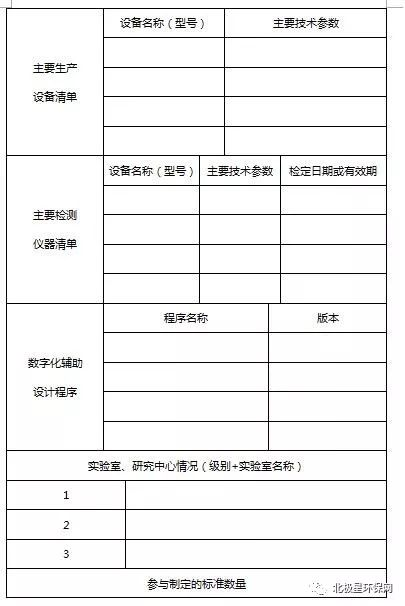 设备名称（型号） 主要技术参数
主要生产
设备清单
设备名称（型号） 主要技术参数 检定日期或有效期
主要检测
仪器清单
程序名称 版本
数字化辅助
设计程序
实验室、研究中心情况（级别+实验室名称）
1
2
3
参与制定的标准数量
北极星环保网